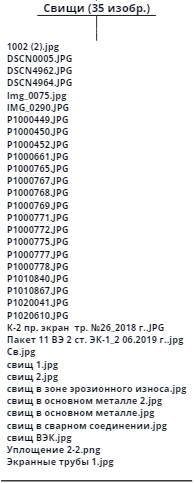 Свищи (35 изобр.)
1002 (2).jpg
DSCN0005.JPG
DSCN4962.JPG
DSCN4964.JPG
Img_0075.jpg
IMG_0290.JPG
P1000449.JPG
P1000450.JPG
P1000452.JPG
P1000661.JPG
P1000765.JPG
P1000767.JPG
P1000768.JPG
P1000769.JPG
P1000771.JPG
P1000772.JPG
P1000775.JPG
P1000777.JPG
P1000778.JPG
P1010840.JPG
P1010867.JPG
P1020041.JPG
P1020610.JPG
К-2 пр. экран  тр. №26_2018 г..JPG
Пакет 11 ВЭ 2 ст. ЭК-1_2 06.2019 г..jpg
Св.jpg
свищ 1.jpg
свищ 2.jpg
свищ в зоне эрозионного износа.jpg
свищ в основном металле 2.jpg
свищ в основном металле.jpg
свищ в сварном соединении.jpg
свищ ВЭК.jpg
Уплощение 2-2.png
Экранные трубы 1.jpg